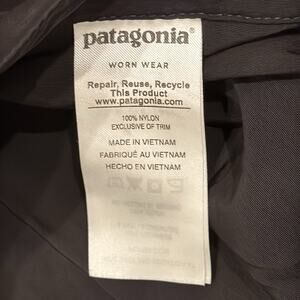 patagonia®
WORN WEAR
Repair, Reuse, Recycle
This Product
www.patagonia.com
100% NYLON
EXCLUSIVE OF TRIM
MADE IN VIETNAM
FABRIQUÉ AU VIETNAM
HECHO EN VIETNAM